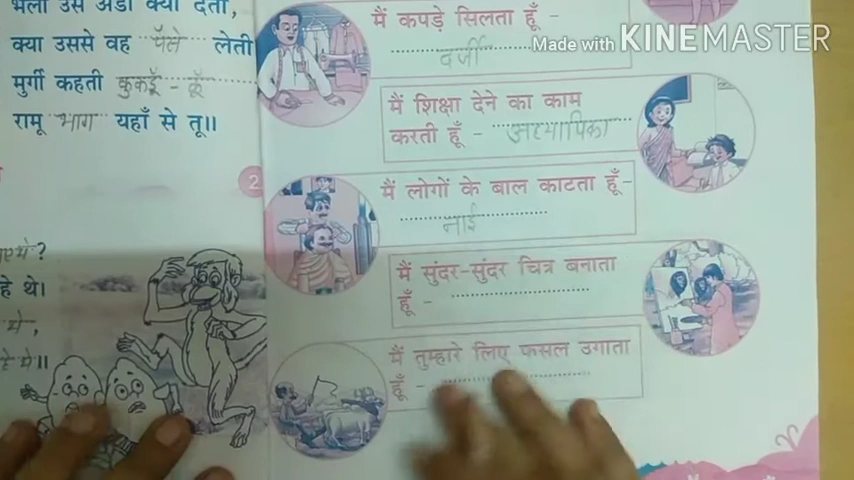 भला उसे अंडा क्यों देती,
क्या उससे वह पैसे लेती
मुर्गी कहती कुकड़ूँ - कूँ
रामू भाग यहाँ से तू॥
2
हे थे।
मैं कपड़े सिलता हूँ -
दर्जी
मैं शिक्षा देने का काम
करती हूँ - अध्यापिका
मैं लोगों के बाल काटता हूँ -
नाई
मैं सुंदर-सुंदर चित्र बनाता
हूँ -
मैं तुम्हारे लिए फसल उगाता
हूँ -
Made with KINEMASTER